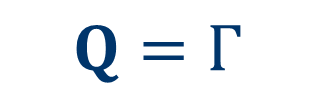 Q = Γ